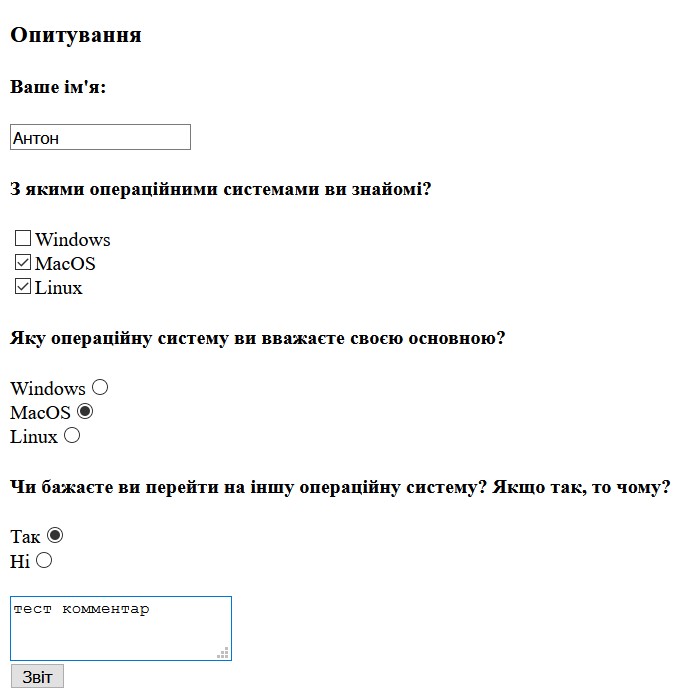 Опитування
Ваше ім'я:
Антон
З якими операційними системами ви знайомі?
Windows
MacOS
Linux
Яку операційну систему ви вважаєте своєю основною?
Windows
MacOS
Linux
Чи бажаєте ви перейти на іншу операційну систему? Якщо так, то чому?
Так
Ні
тест комментар
Звіт